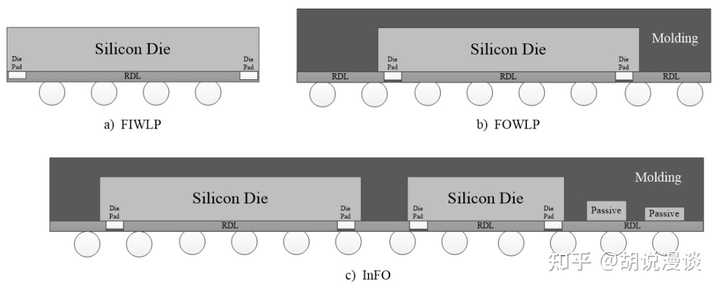 Silicon Die
Die
Pad
Die
Pad
RDL
a) FIWLP
Molding
Silicon Die
Die
Pad
Die
Pad
RDL
RDL
RDL
b) FOWLP
Molding
Silicon Die
Silicon Die
Die
Pad
Die
Pad
Die
Pad
Die
Pad
Passive
Passive
RDL
RDL
RDL
c) InFO
知乎 @胡说漫谈